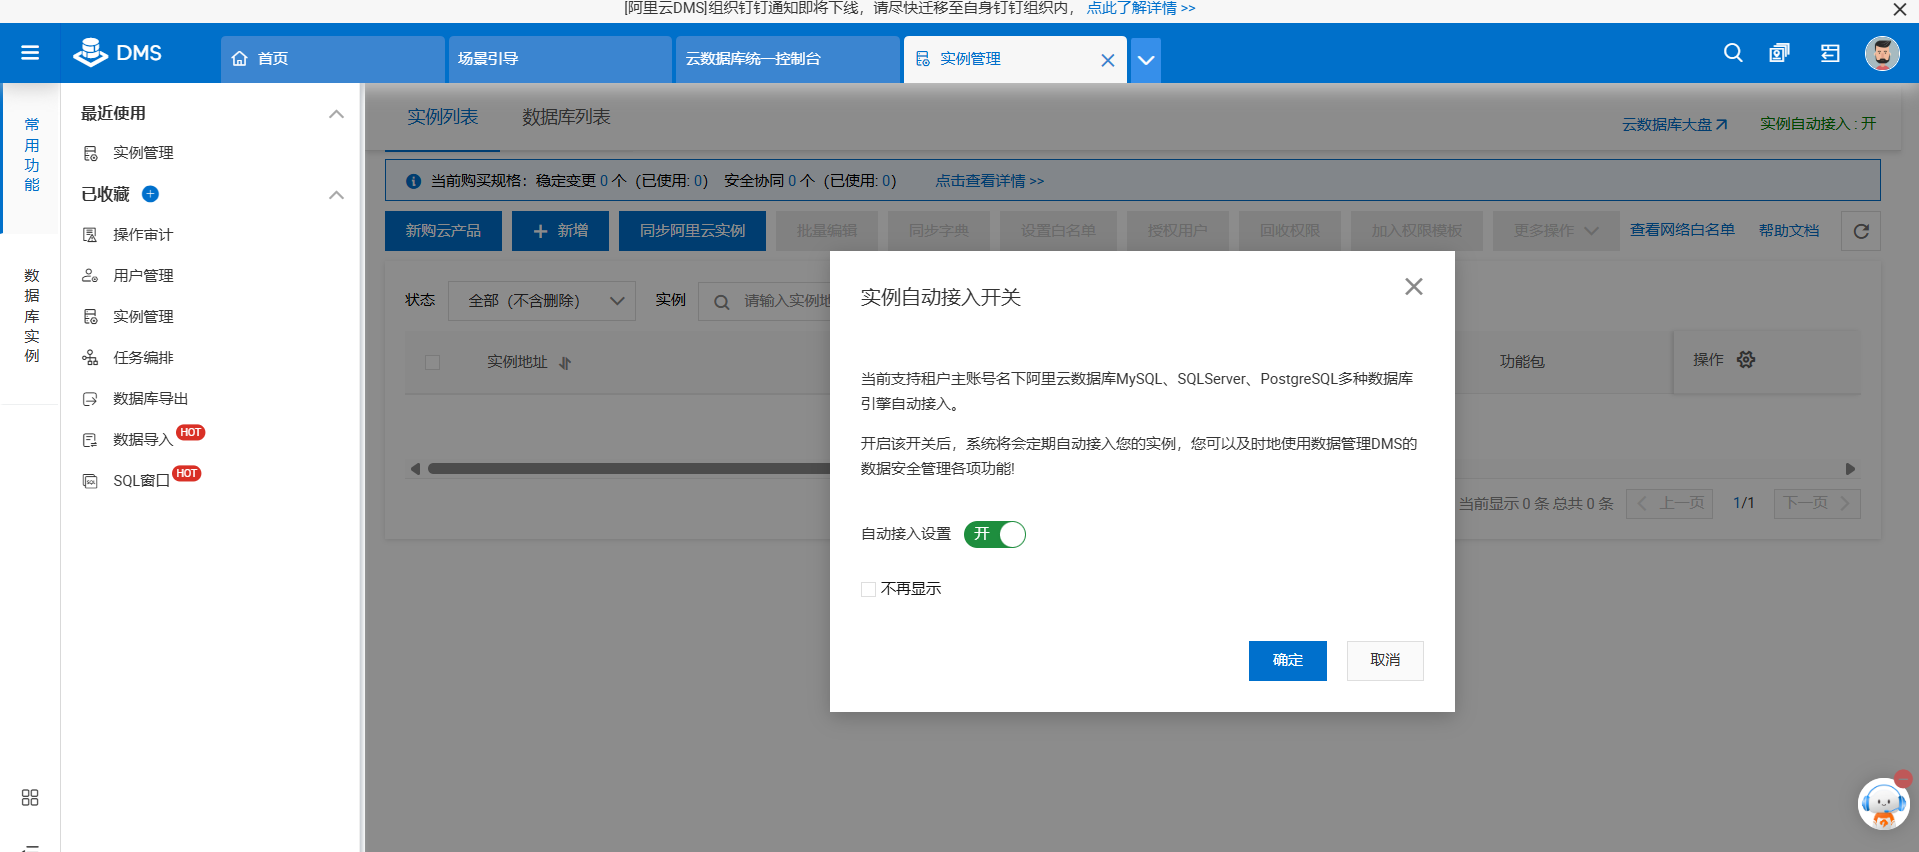 [阿里云DMS]组织钉钉通知即将下线，请尽快迁移至自身钉钉组织内， 点此了解详情 >>
DMS
首页
场景引导
云数据库统一控制台
实例管理
常用功能
数据库实例
最近使用
实例管理
已收藏
操作审计
用户管理
实例管理
任务编排
数据库导出
数据导入 HOT
SQL窗口 HOT
实例列表
数据库列表
云数据库大盘
实例自动接入 : 开
当前购买规格：稳定变更 0 个（已使用: 0） 安全协同 0 个（已使用: 0） 点击查看详情 >>
新购云产品
新增
同步阿里云实例
批量编辑
同步字典
设置白名单
授权用户
回收权限
加入权限模板
更多操作
查看网络白名单
帮助文档
状态
全部（不含删除）
实例
请输入实例地
实例地址
功能包
操作
当前显示 0 条 总共 0 条
上一页
1/1
下一页
实例自动接入开关
当前支持租户主账号名下阿里云数据库MySQL、SQLServer、PostgreSQL多种数据库
引擎自动接入。
开启该开关后，系统将会定期自动接入您的实例，您可以及时地使用数据管理DMS的
数据安全管理各项功能!
自动接入设置 开
不再显示
确定
取消